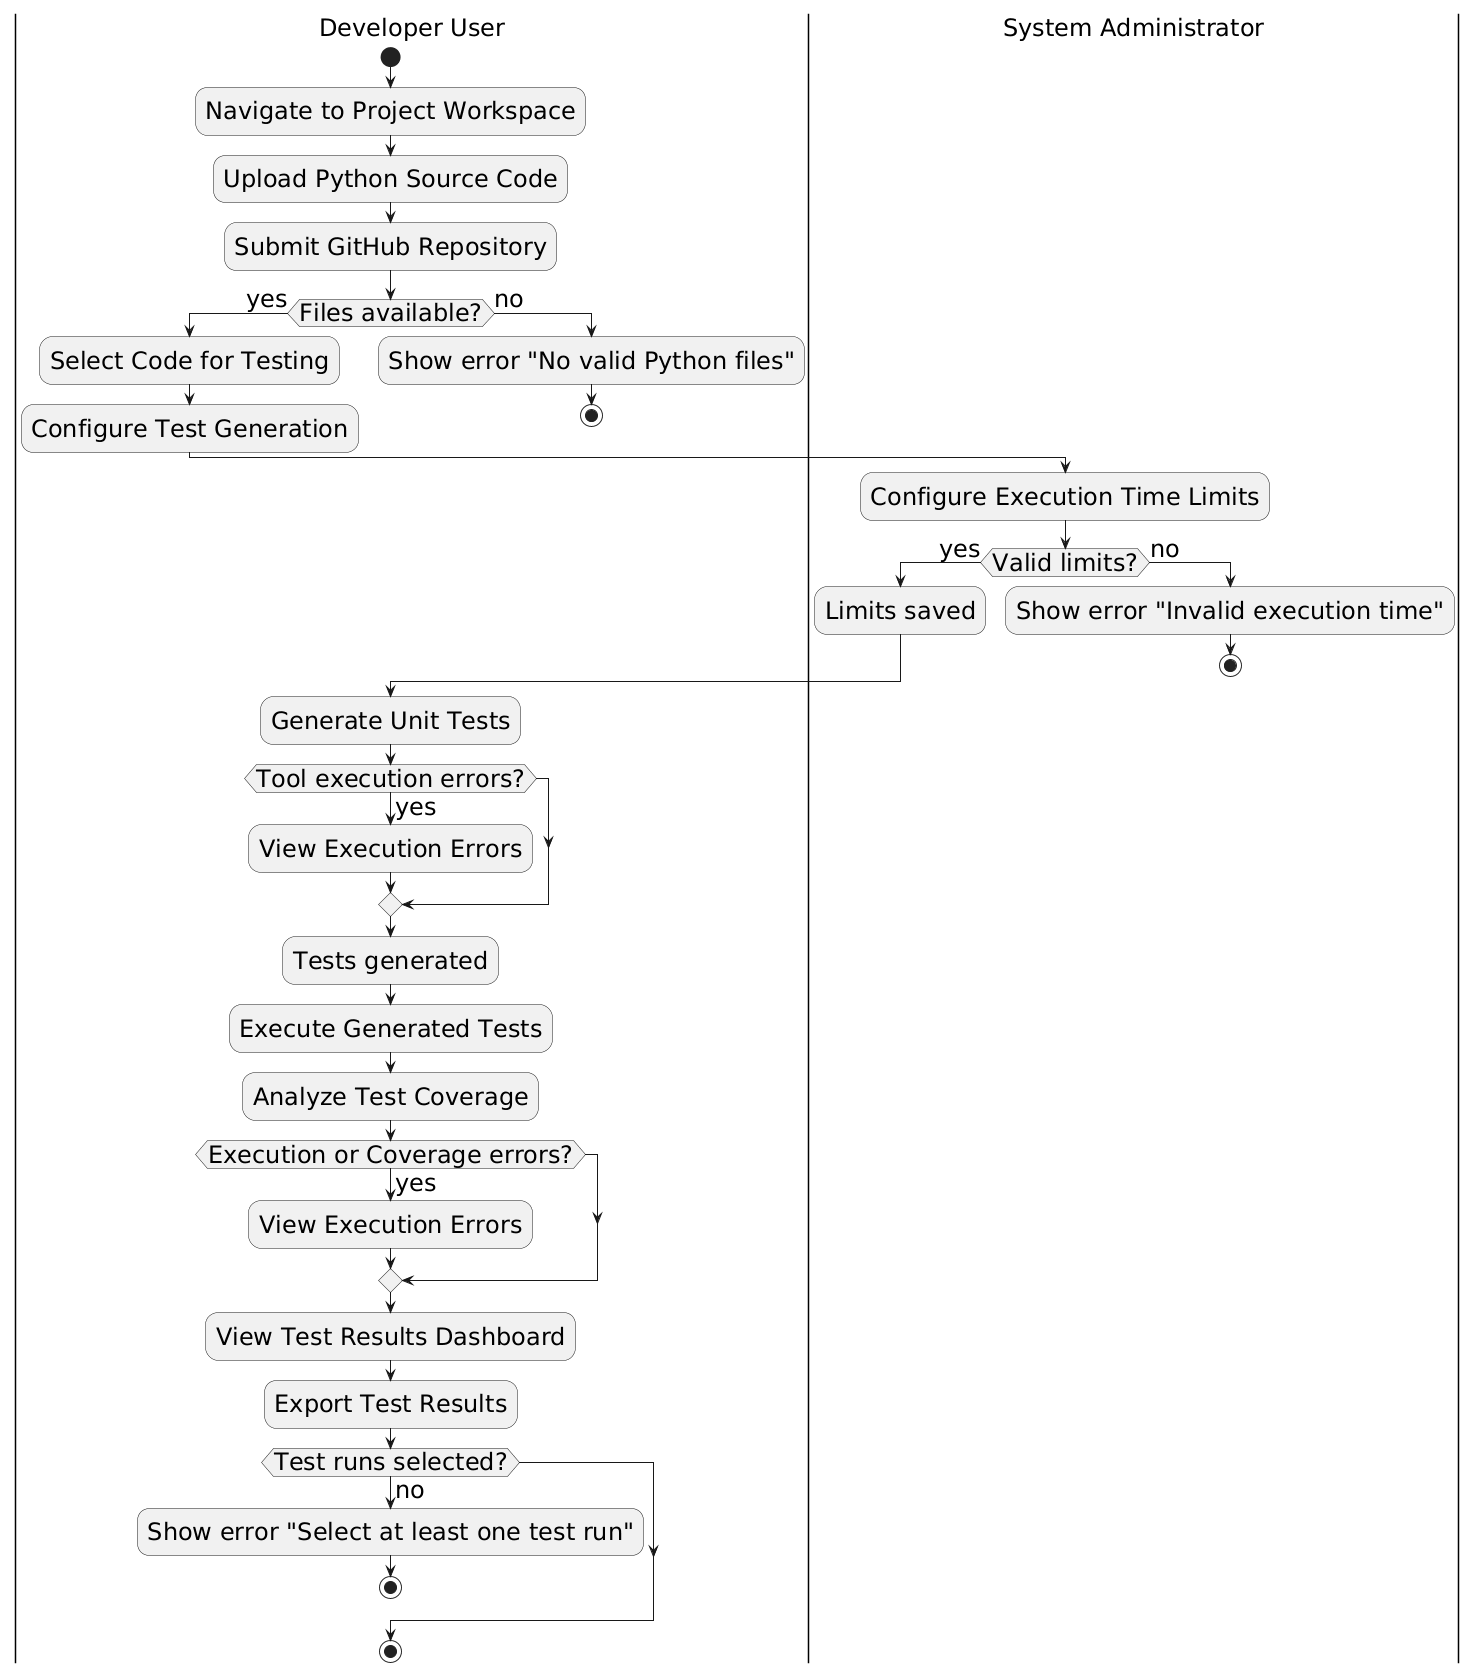 Developer User
System Administrator
Navigate to Project Workspace
Upload Python Source Code
Submit GitHub Repository
yes
Files available?
no
Select Code for Testing
Show error "No valid Python files"
Configure Test Generation
Configure Execution Time Limits
yes
Valid limits?
no
Limits saved
Show error "Invalid execution time"
Generate Unit Tests
Tool execution errors?
yes
View Execution Errors
Tests generated
Execute Generated Tests
Analyze Test Coverage
Execution or Coverage errors?
yes
View Execution Errors
View Test Results Dashboard
Export Test Results
Test runs selected?
no
Show error "Select at least one test run"